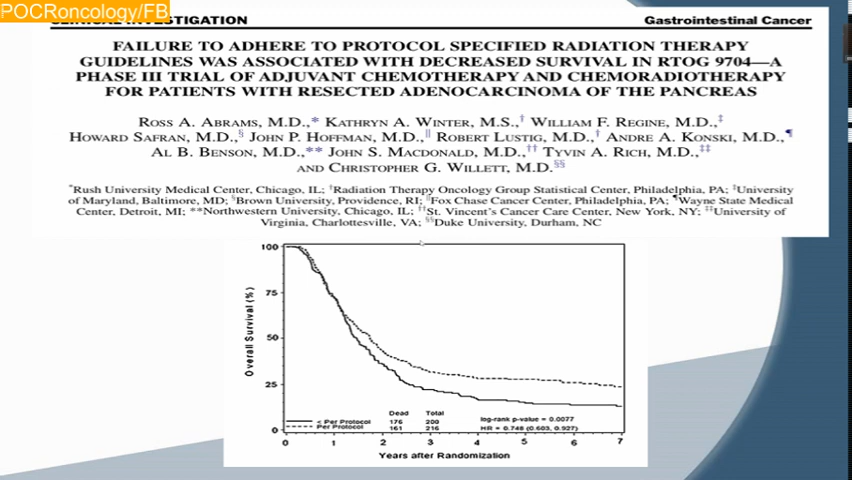 POCRoncology/FB
CLINICAL INVESTIGATION Gastrointestinal Cancer
FAILURE TO ADHERE TO PROTOCOL SPECIFIED RADIATION THERAPY
GUIDELINES WAS ASSOCIATED WITH DECREASED SURVIVAL IN RTOG 9704—A
PHASE III TRIAL OF ADJUVANT CHEMOTHERAPY AND CHEMORADIOTHERAPY
FOR PATIENTS WITH RESECTED ADENOCARCINOMA OF THE PANCREAS
ROSS A. ABRAMS, M.D.,* KATHRYN A. WINTER, M.S.,† WILLIAM F. REGINE, M.D.,‡
HOWARD SAFRAN, M.D.,§ JOHN P. HOFFMAN, M.D.,‖ ROBERT LUSTIG, M.D.,† ANDRE A. KONSKI, M.D.,¶
AL B. BENSON, M.D.,** JOHN S. MACDONALD, M.D.,†† TYVIN A. RICH, M.D.,‡‡
AND CHRISTOPHER G. WILLETT, M.D.§§
*Rush University Medical Center, Chicago, IL; †Radiation Therapy Oncology Group Statistical Center, Philadelphia, PA; ‡University
of Maryland, Baltimore, MD; §Brown University, Providence, RI; ‖Fox Chase Cancer Center, Philadelphia, PA; ¶Wayne State Medical
Center, Detroit, MI; **Northwestern University, Chicago, IL; ††St. Vincent's Cancer Care Center, New York, NY; ‡‡University of
Virginia, Charlottesville, VA; §§Duke University, Durham, NC
100
75
50
25
0
Overall Survival (%)
Dead Total
< Per Protocol 176 200
Per Protocol 161 216
log-rank p-value = 0.0077
HR = 0.748 (0.603, 0.927)
0 1 2 3 4 5 6 7
Years after Randomization